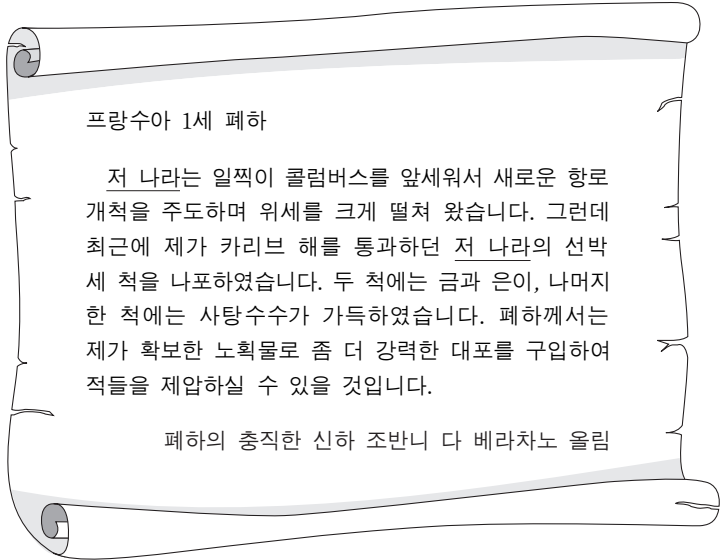 프랑수아 1세 폐하
저 나라는 일찍이 콜럼버스를 앞세워서 새로운 항로
개척을 주도하며 위세를 크게 떨쳐 왔습니다. 그런데
최근에 제가 카리브 해를 통과하던 저 나라의 선박
세 척을 나포하였습니다. 두 척에는 금과 은이, 나머지
한 척에는 사탕수수가 가득하였습니다. 폐하께서는
제가 확보한 노획물로 좀 더 강력한 대포를 구입하여
적들을 제압하실 수 있을 것입니다.
폐하의 충직한 신하 조반니 다 베라차노 올림